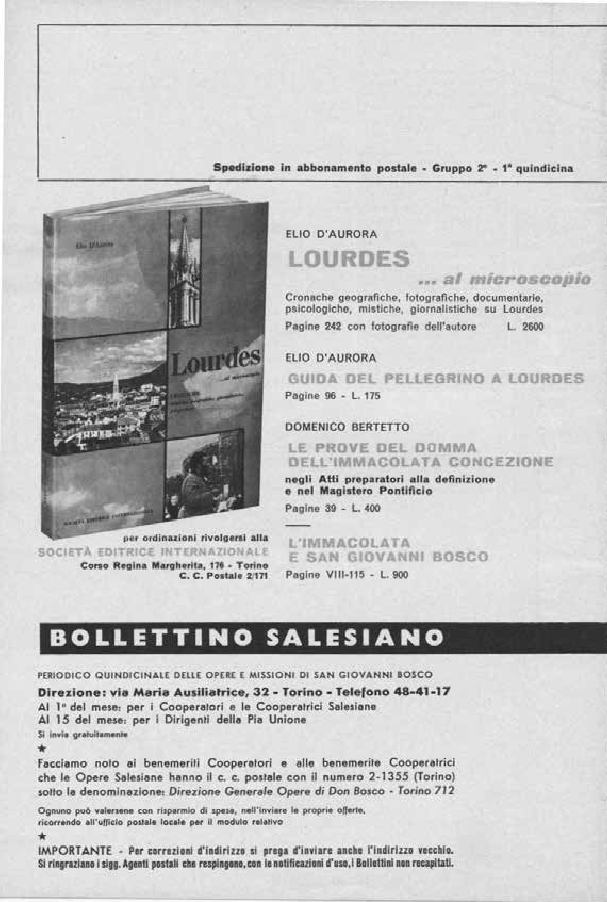 Spedizione in abbonamento postale - Gruppo 2° - 1ª quindicina
Elio D'Aurora
Lourdes
... al microscopio
SOCIETÀ EDITRICE INTERNAZIONALE
ELIO D'AURORA
LOURDES
... al microscopio
Cronache geografiche, fotografiche, documentarie,
psicologiche, mistiche, giornalistiche su Lourdes
Pagine 242 con fotografie dell'autore L. 2600
ELIO D'AURORA
GUIDA DEL PELLEGRINO A LOURDES
Pagine 96 - L. 175
DOMENICO BERTETTO
LE PROVE DEL DOMMA
DELL'IMMACOLATA CONCEZIONE
negli Atti preparatori alla definizione
e nel Magistero Pontificio
Pagine 39 - L. 400
L'IMMACOLATA
E SAN GIOVANNI BOSCO
Pagine VIII-115 - L. 900
per ordinazioni rivolgersi alla
SOCIETÀ EDITRICE INTERNAZIONALE
Corso Regina Margherita, 176 - Torino
C. C. Postale 2/171
BOLLETTINO SALESIANO
PERIODICO QUINDICINALE DELLE OPERE E MISSIONI DI SAN GIOVANNI BOSCO
Direzione: via Maria Ausiliatrice, 32 - Torino - Telefono 48-41-17
Al 1° del mese: per i Cooperatori e le Cooperatrici Salesiane
Al 15 del mese: per i Dirigenti della Pia Unione
Si invia gratuitamente
★
Facciamo noto ai benemeriti Cooperatori e alle benemerite Cooperatrici
che le Opere Salesiane hanno il c. c. postale con il numero 2-1355 (Torino)
sotto la denominazione: Direzione Generale Opere di Don Bosco - Torino 712
Ognuno può valersene con risparmio di spesa, nell'inviare le proprie offerte,
ricorrendo all'ufficio postale locale per il modulo relativo
★
IMPORTANTE - Per correzioni d'indirizzo si prega d'inviare anche l'indirizzo vecchio.
Si ringraziano i sigg. Agenti postali che respingono, con le notificazioni d'uso, i Bollettini non recapitati.